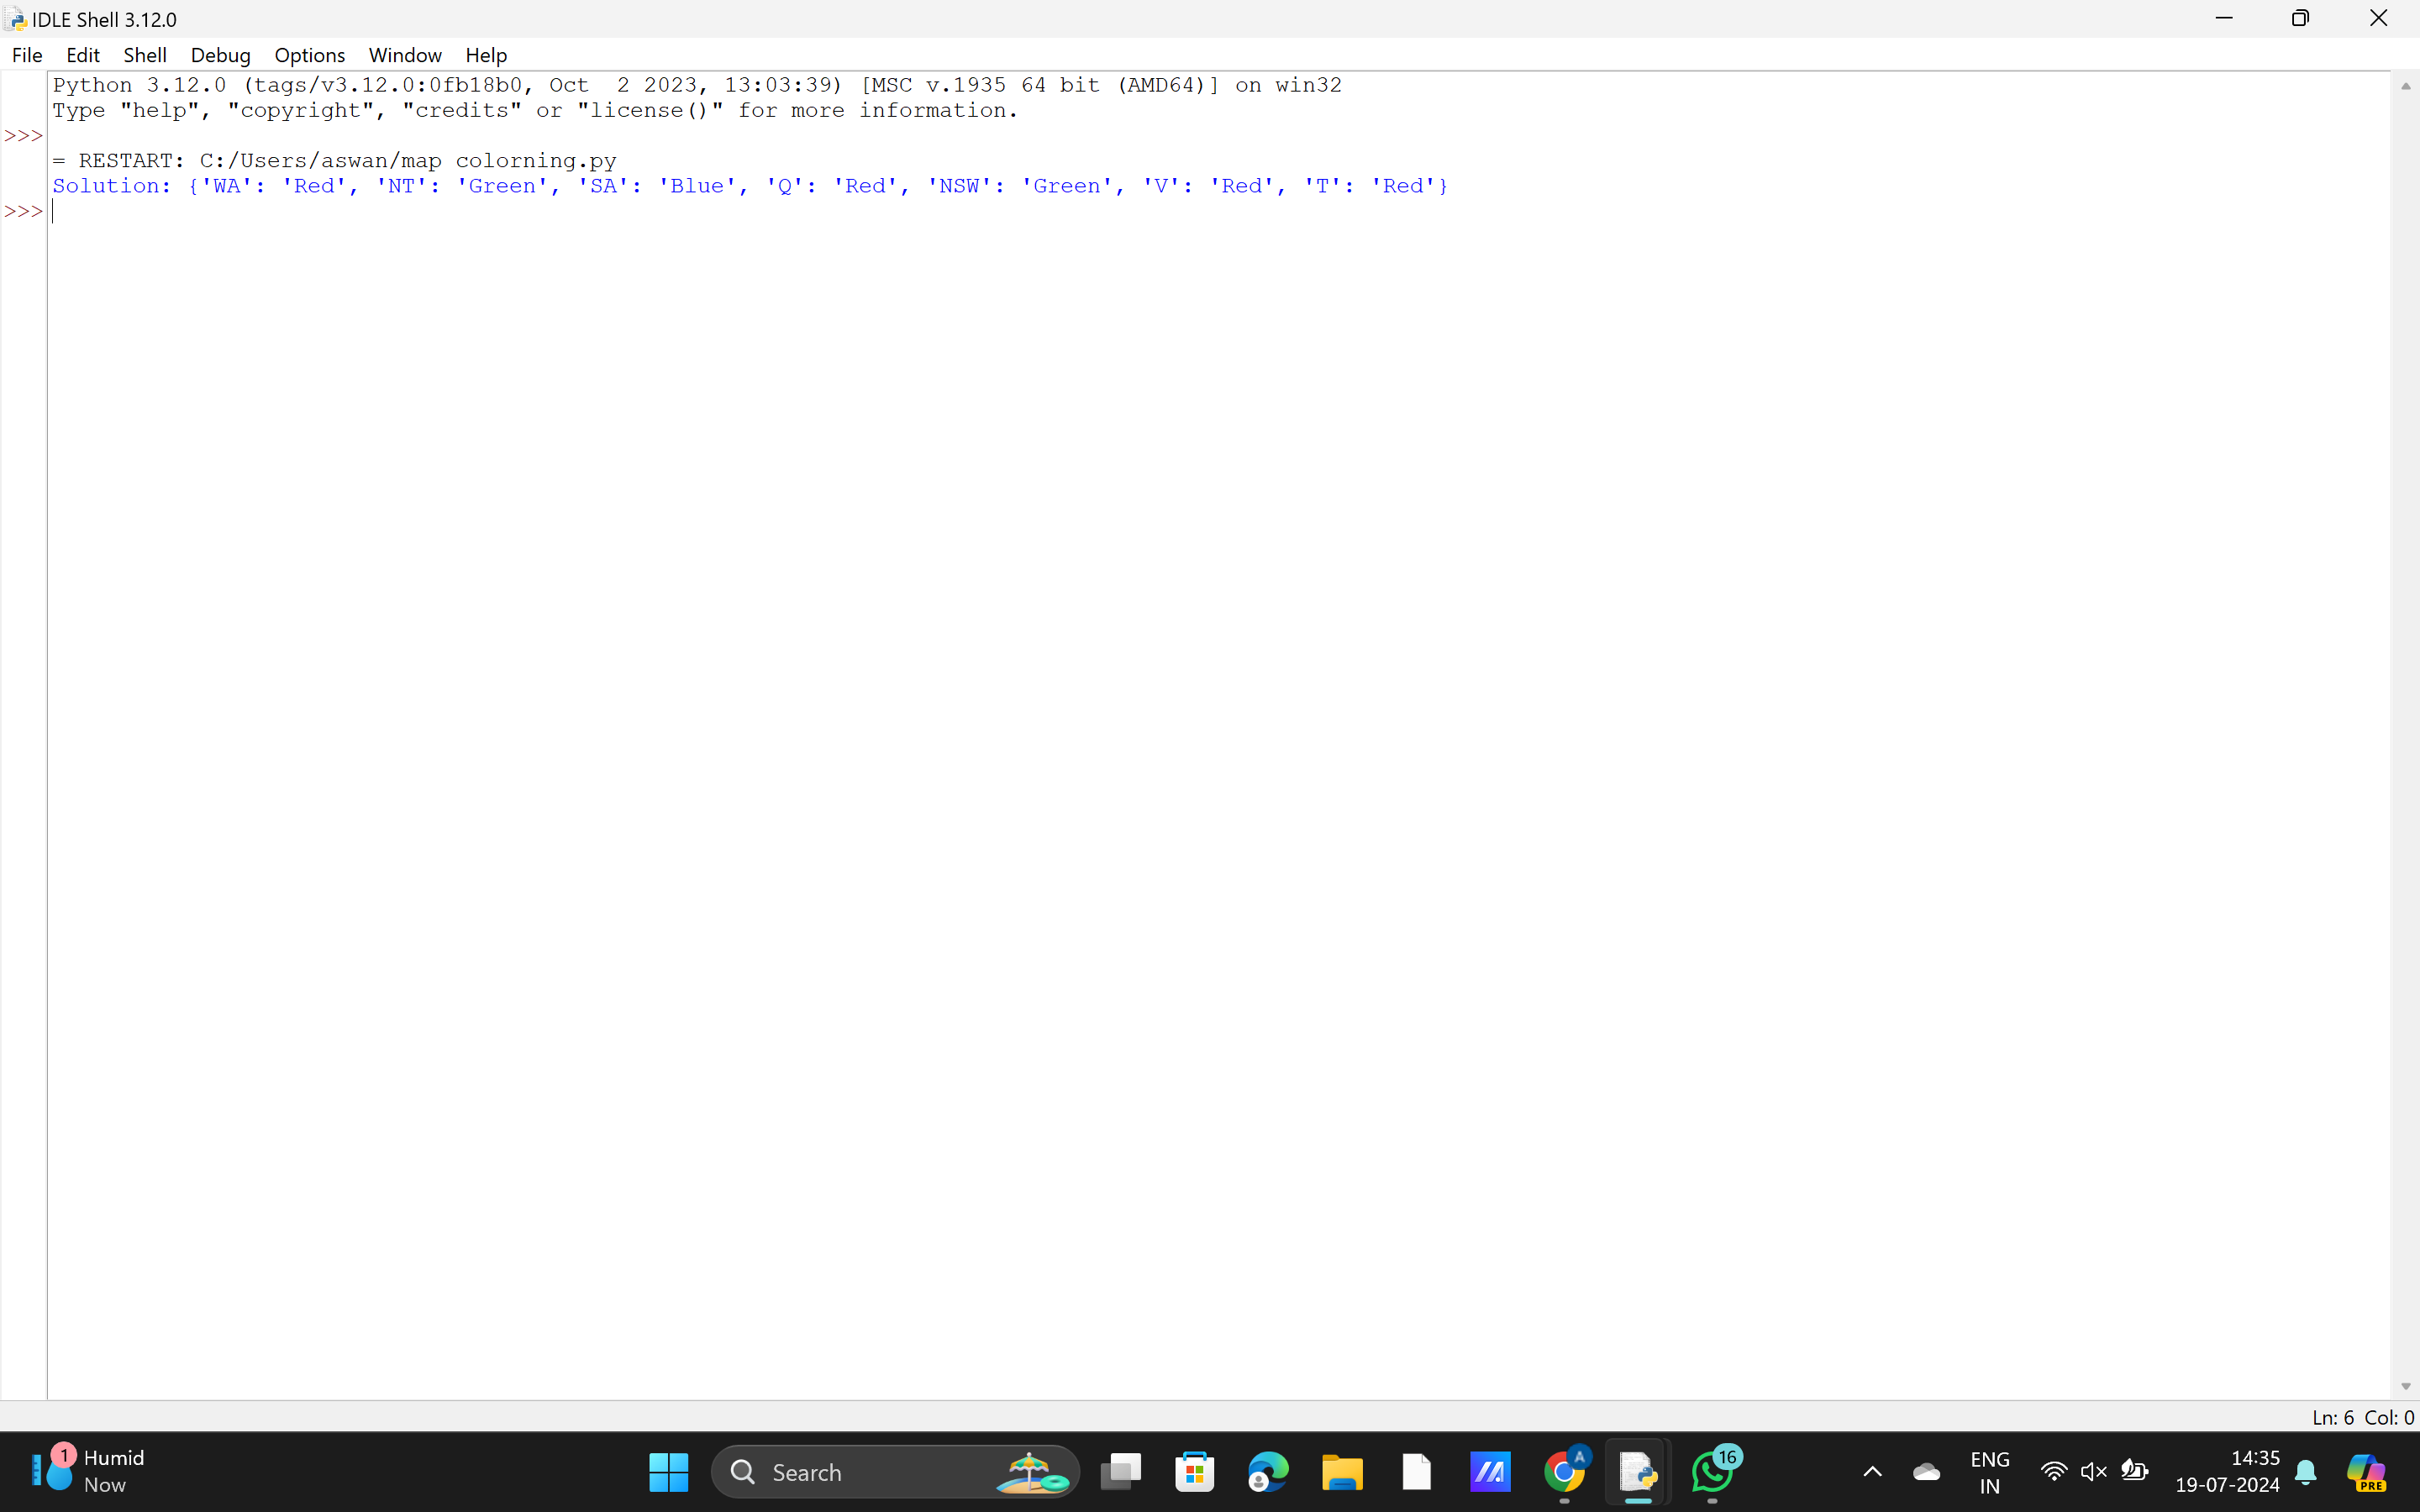 IDLE Shell 3.12.0
File Edit Shell Debug Options Window Help
Python 3.12.0 (tags/v3.12.0:0fb18b0, Oct  2 2023, 13:03:39) [MSC v.1935 64 bit (AMD64)] on win32
Type "help", "copyright", "credits" or "license()" for more information.
>>>
= RESTART: C:/Users/aswan/map colorning.py
Solution: {'WA': 'Red', 'NT': 'Green', 'SA': 'Blue', 'Q': 'Red', 'NSW': 'Green', 'V': 'Red', 'T': 'Red'}
>>>
Ln: 6 Col: 0
1
Humid
Now
Search
A
16
ENG
IN
14:35
19-07-2024
PRE